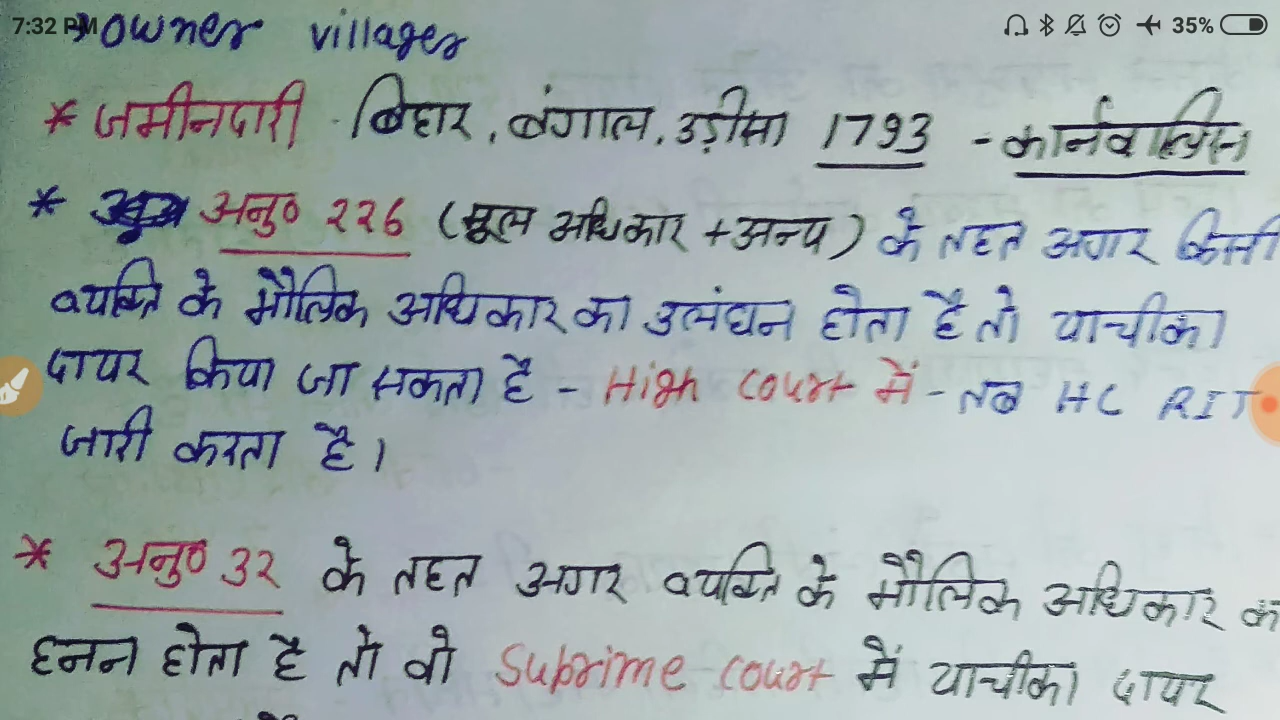 7:32 PM owner villages 35%
* जमीनदारी - बिहार, बंगाल, उड़ीसा 1793 - कार्नवालिस
* अनु० 226 (मूल अधिकार + अन्य) के तहत अगर किसी
व्यक्ति के मौलिक अधिकार का उलंघन होता है तो याचीका
दायर किया जा सकता है - High Court में - तब HC RIT
जारी करता है।
* अनु० 32 के तहत अगर व्यक्ति के मौलिक अधिकार का
हनन होता है तो वो Suprime Court में याचीका दायर